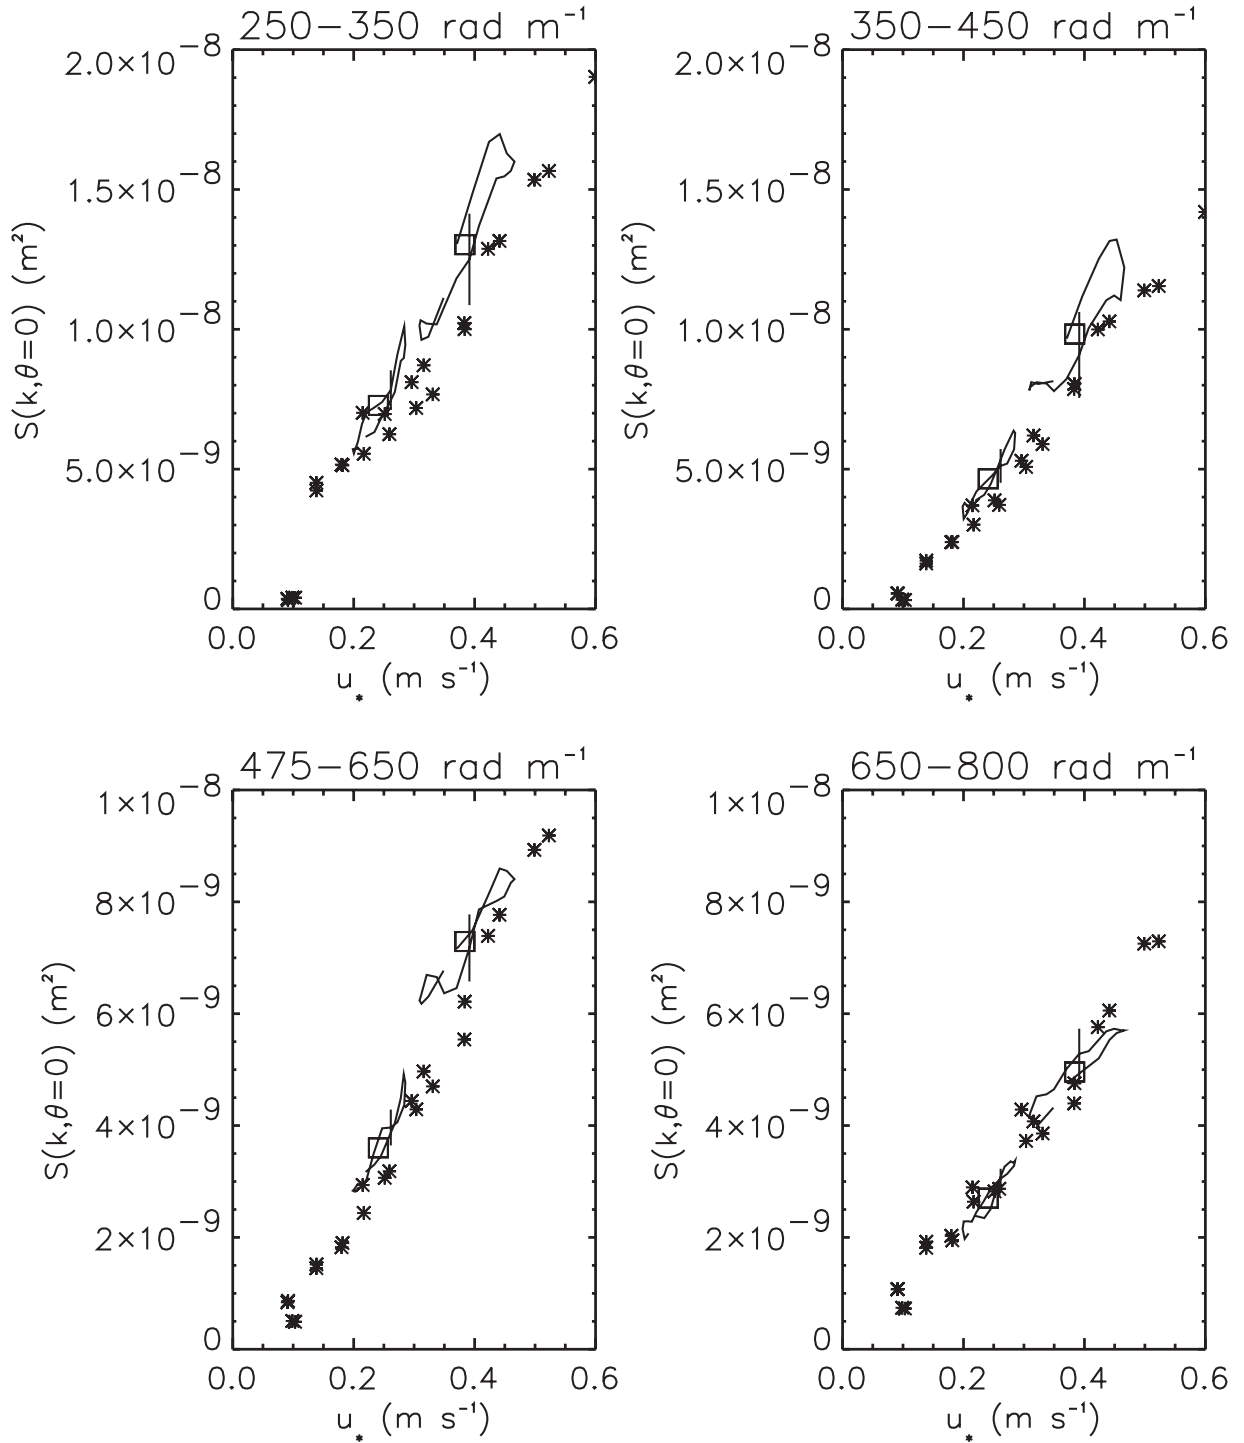 250−350 rad m⁻¹
2.0×10⁻⁸
1.5×10⁻⁸
1.0×10⁻⁸
5.0×10⁻⁹
0
S(k,θ=0) (m²)
0.0 0.2 0.4 0.6
u* (m s⁻¹)
350−450 rad m⁻¹
2.0×10⁻⁸
1.5×10⁻⁸
1.0×10⁻⁸
5.0×10⁻⁹
0
S(k,θ=0) (m²)
0.0 0.2 0.4 0.6
u* (m s⁻¹)
475−650 rad m⁻¹
1×10⁻⁸
8×10⁻⁹
6×10⁻⁹
4×10⁻⁹
2×10⁻⁹
0
S(k,θ=0) (m²)
0.0 0.2 0.4 0.6
u* (m s⁻¹)
650−800 rad m⁻¹
1×10⁻⁸
8×10⁻⁹
6×10⁻⁹
4×10⁻⁹
2×10⁻⁹
0
S(k,θ=0) (m²)
0.0 0.2 0.4 0.6
u* (m s⁻¹)